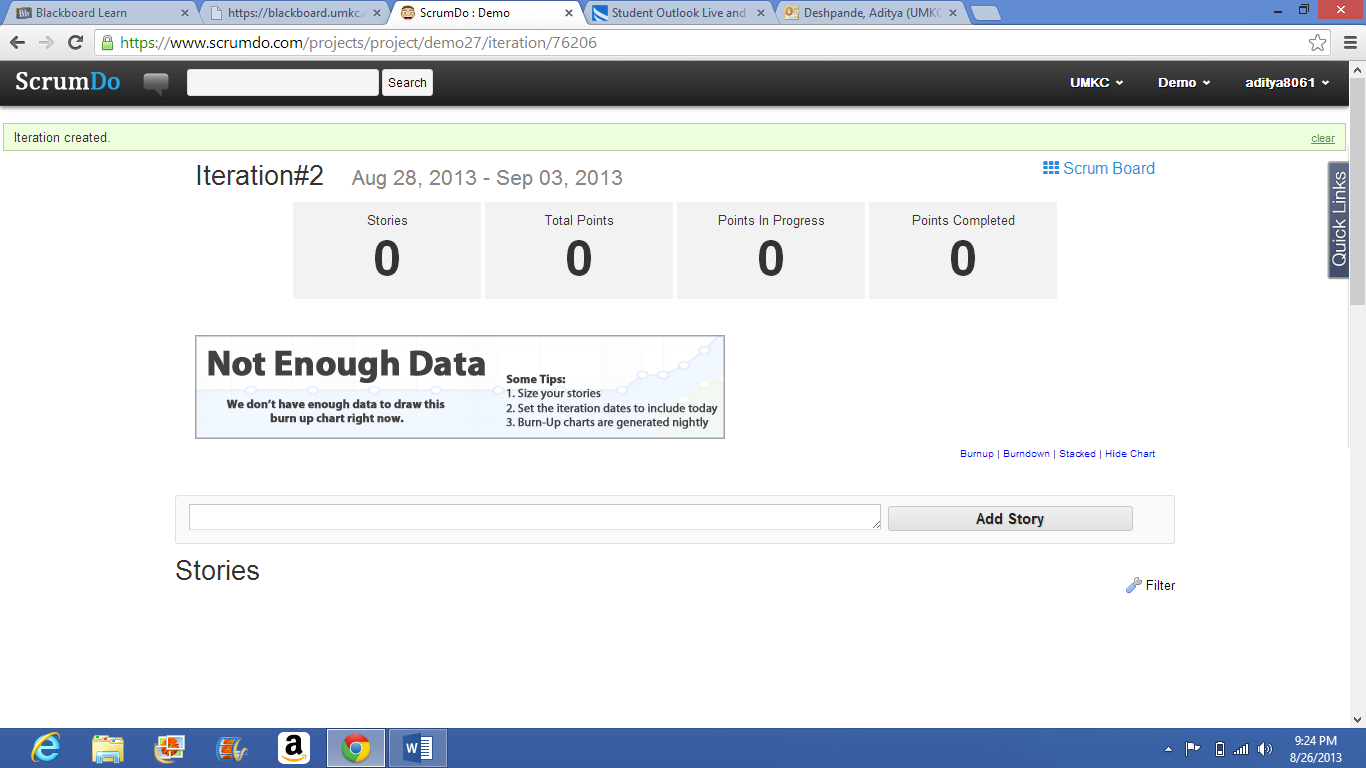 Blackboard Learn
https://blackboard.umkc.
ScrumDo : Demo
Student Outlook Live and
Deshpande, Aditya (UMKC
https://www.scrumdo.com/projects/project/demo27/iteration/76206
ScrumDo
Search
UMKC
Demo
aditya8061
Iteration created.
clear
Iteration#2 Aug 28, 2013 - Sep 03, 2013
Scrum Board
Quick Links
Stories
Total Points
Points In Progress
Points Completed
0
0
0
0
Not Enough Data
We don't have enough data to draw this
burn up chart right now.
Some Tips:
1. Size your stories
2. Set the iteration dates to include today
3. Burn-Up charts are generated nightly
Burnup | Burndown | Stacked | Hide Chart
Add Story
Stories
Filter
9:24 PM
8/26/2013